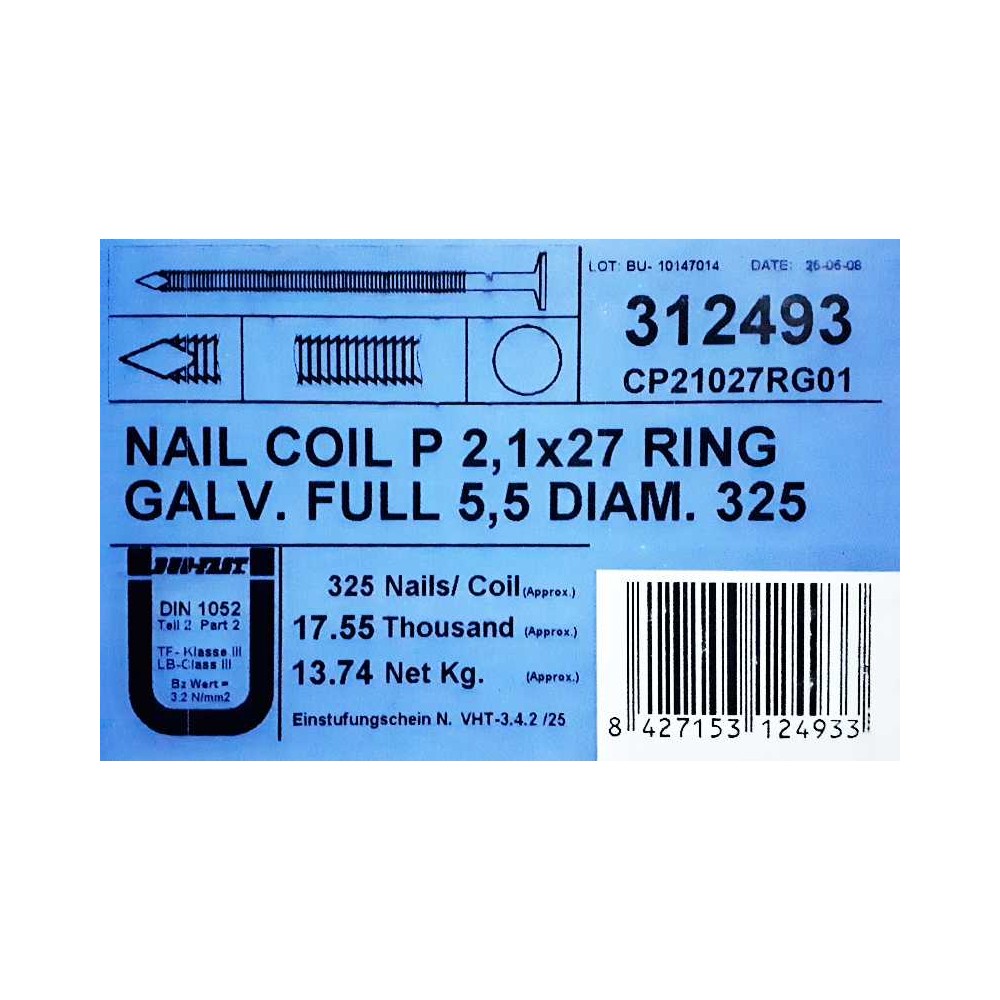 LOT: BU- 10147014 DATE: 26-06-08
312493
CP21027RG01
NAIL COIL P 2,1x27 RING
GALV. FULL 5,5 DIAM. 325
DIN 1052
Teil 2 Part 2
TF- Klasse III
LB-Class III
Bz Wert =
3.2 N/mm2
325 Nails/ Coil (Approx.)
17.55 Thousand (Approx.)
13.74 Net Kg. (Approx.)
Einstufungschein N. VHT-3.4.2 /25
8 427153 124933